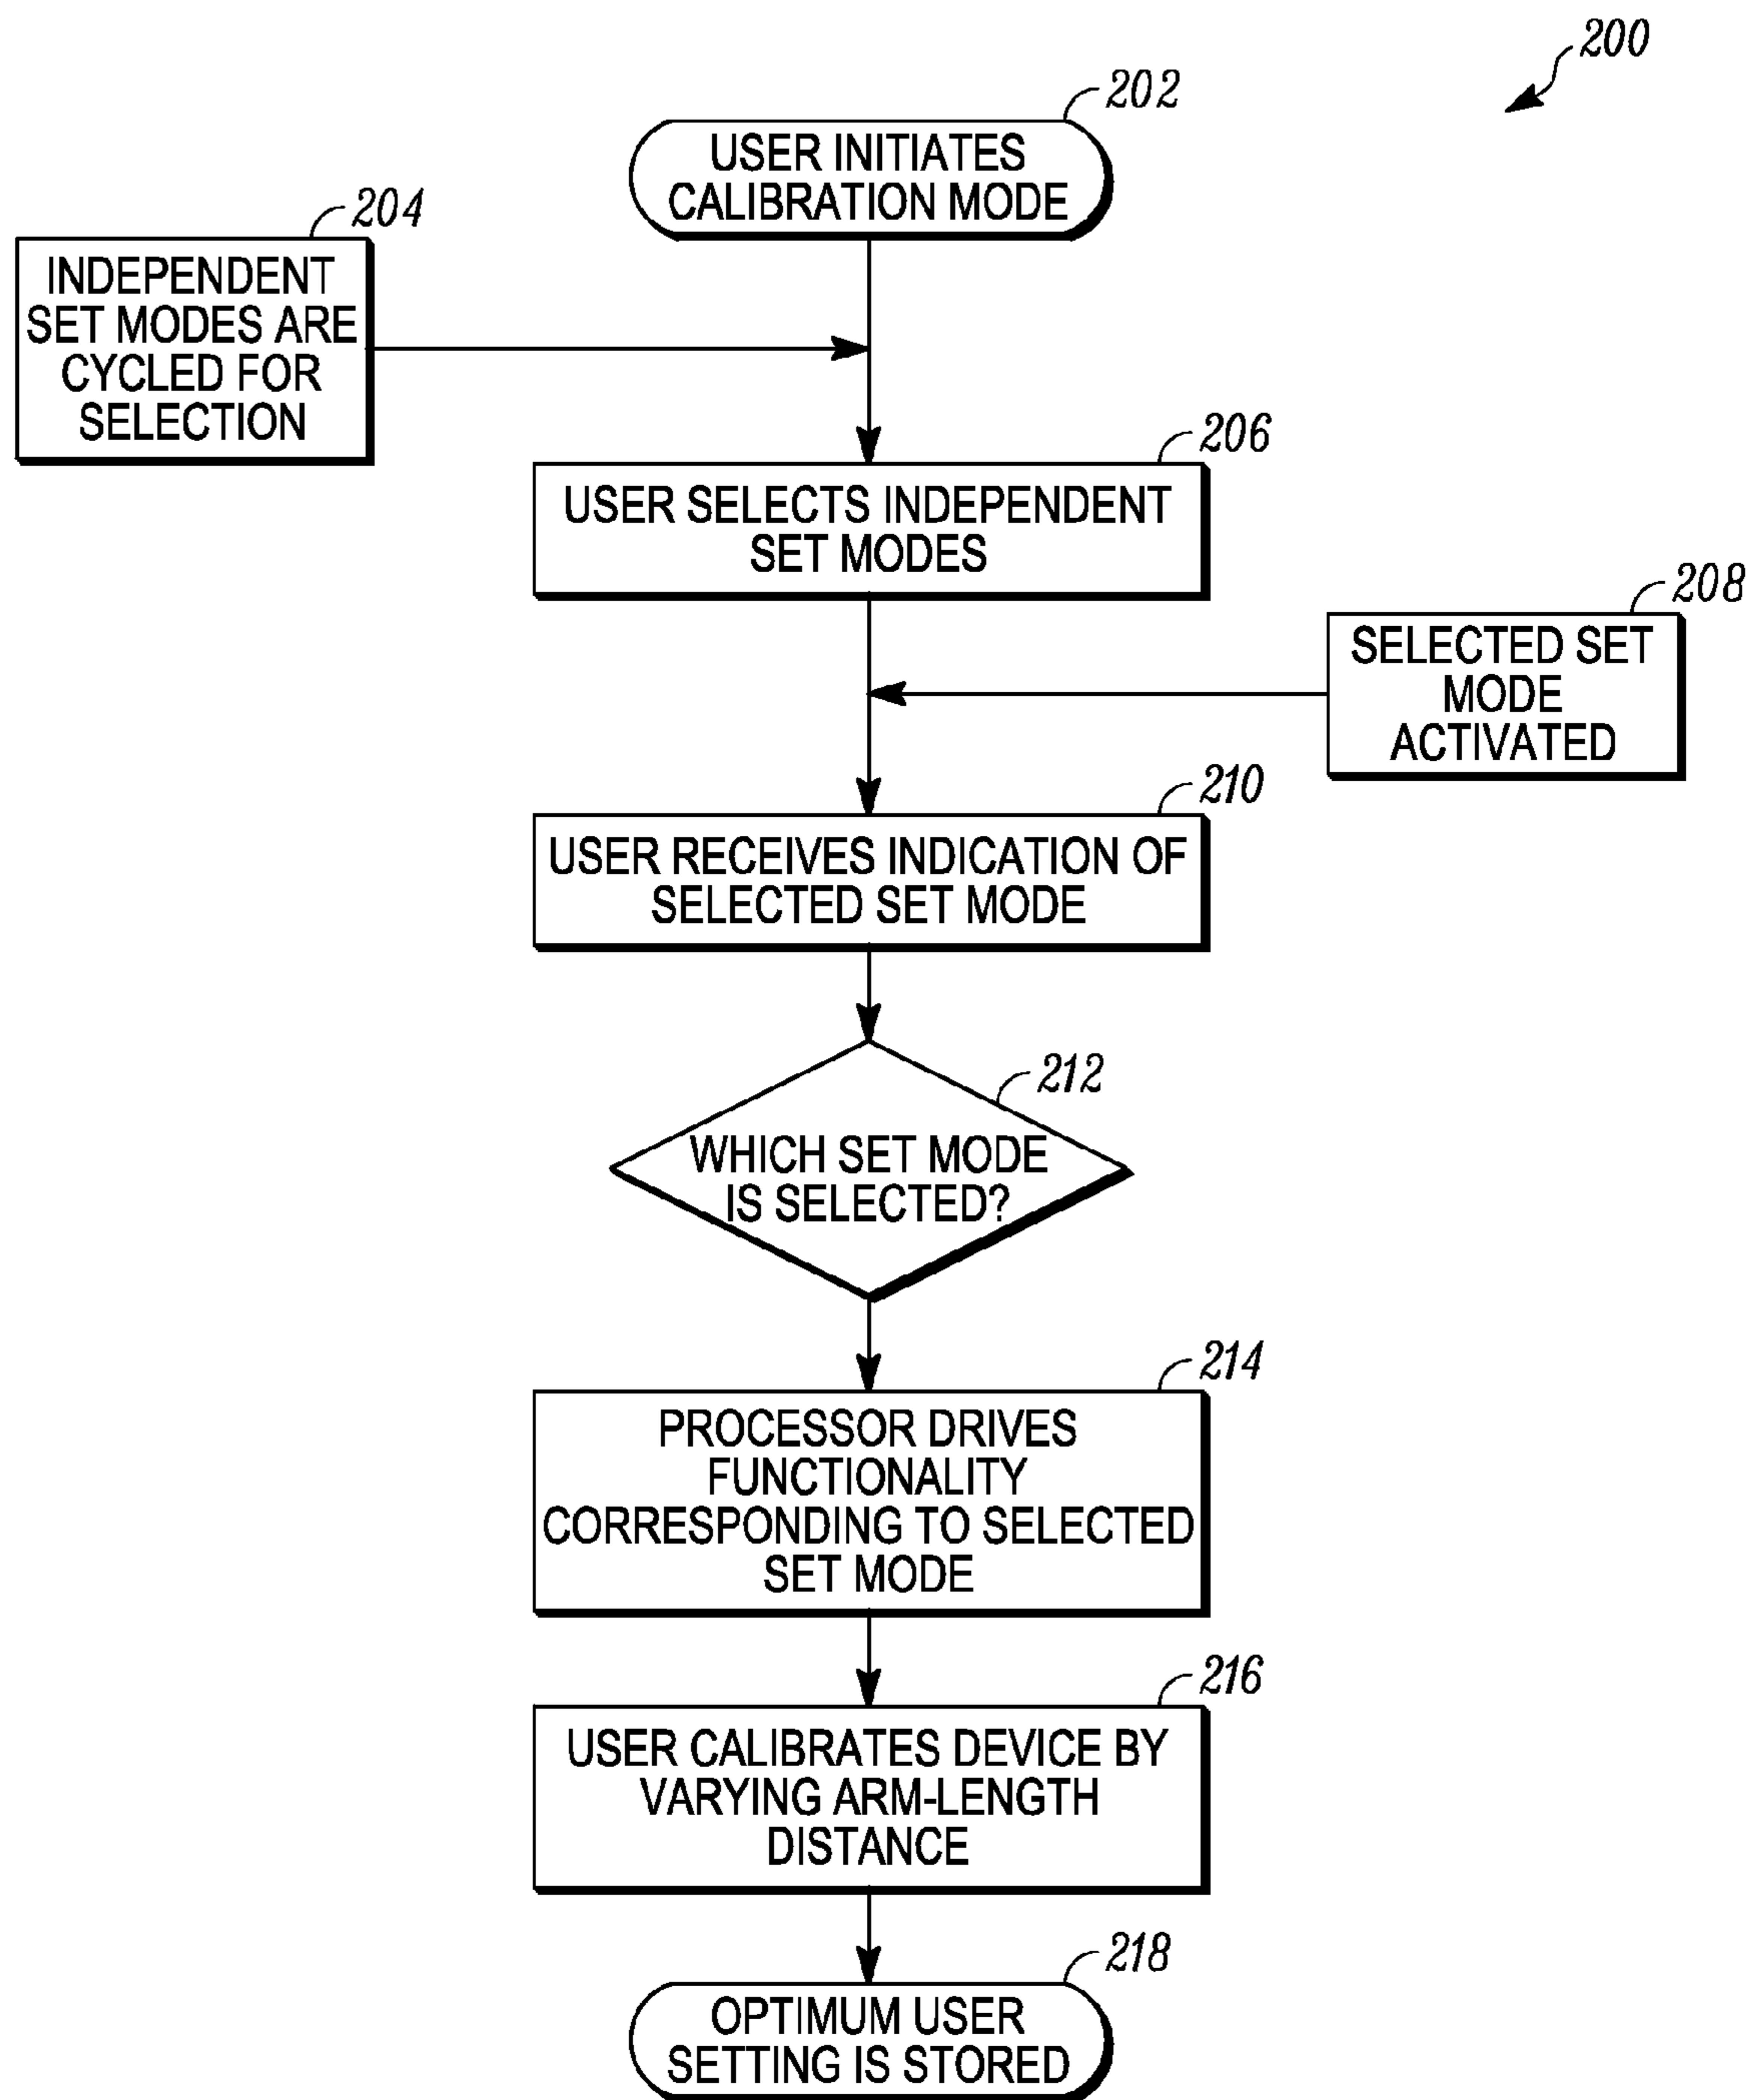 200
202
USER INITIATES
CALIBRATION MODE
204
INDEPENDENT
SET MODES ARE
CYCLED FOR
SELECTION
206
USER SELECTS INDEPENDENT
SET MODES
208
SELECTED SET
MODE
ACTIVATED
210
USER RECEIVES INDICATION OF
SELECTED SET MODE
212
WHICH SET MODE
IS SELECTED?
214
PROCESSOR DRIVES
FUNCTIONALITY
CORRESPONDING TO SELECTED
SET MODE
216
USER CALIBRATES DEVICE BY
VARYING ARM-LENGTH
DISTANCE
218
OPTIMUM USER
SETTING IS STORED